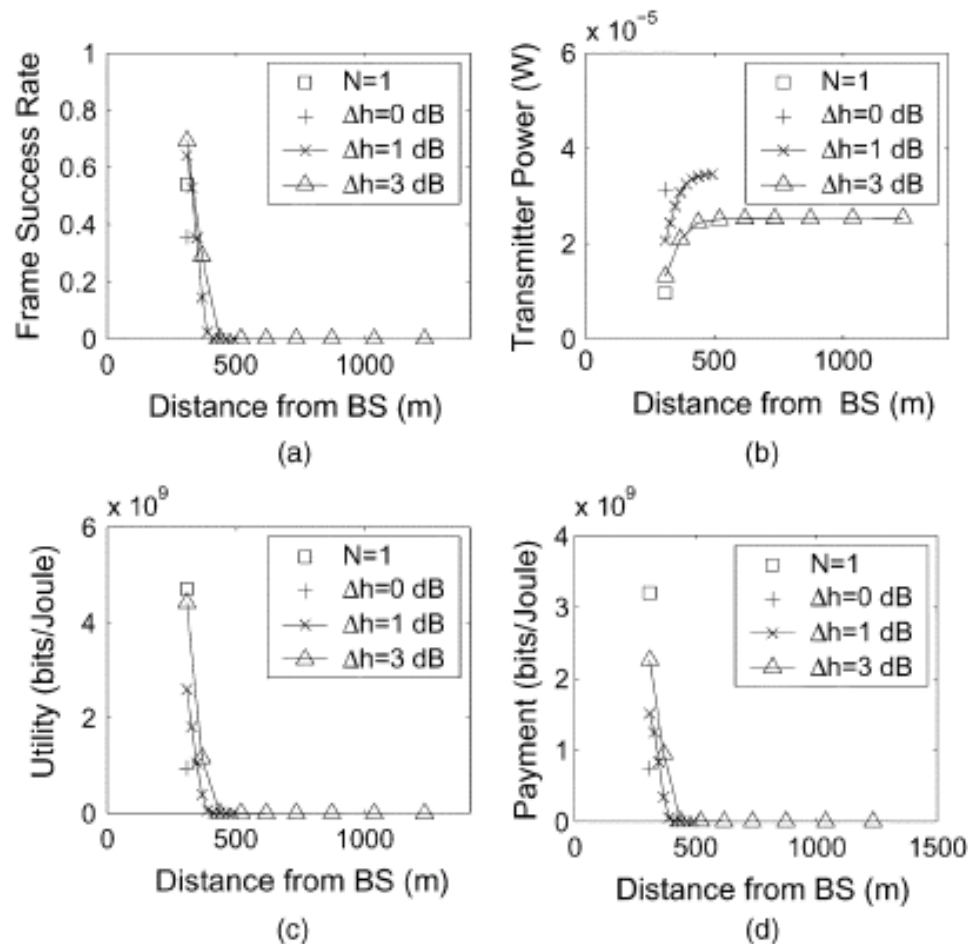 x 10⁻⁵
1
0.8
0.6
0.4
0.2
0
Frame Success Rate
N=1
Δh=0 dB
Δh=1 dB
Δh=3 dB
0 500 1000
Distance from BS (m)
(a)
6
4
2
0
Transmitter Power (W)
N=1
Δh=0 dB
Δh=1 dB
Δh=3 dB
0 500 1000
Distance from BS (m)
(b)
x 10⁹
6
4
2
0
Utility (bits/Joule)
N=1
Δh=0 dB
Δh=1 dB
Δh=3 dB
0 500 1000
Distance from BS (m)
(c)
x 10⁹
4
3
2
1
0
Payment (bits/Joule)
N=1
Δh=0 dB
Δh=1 dB
Δh=3 dB
0 500 1000 1500
Distance from BS (m)
(d)